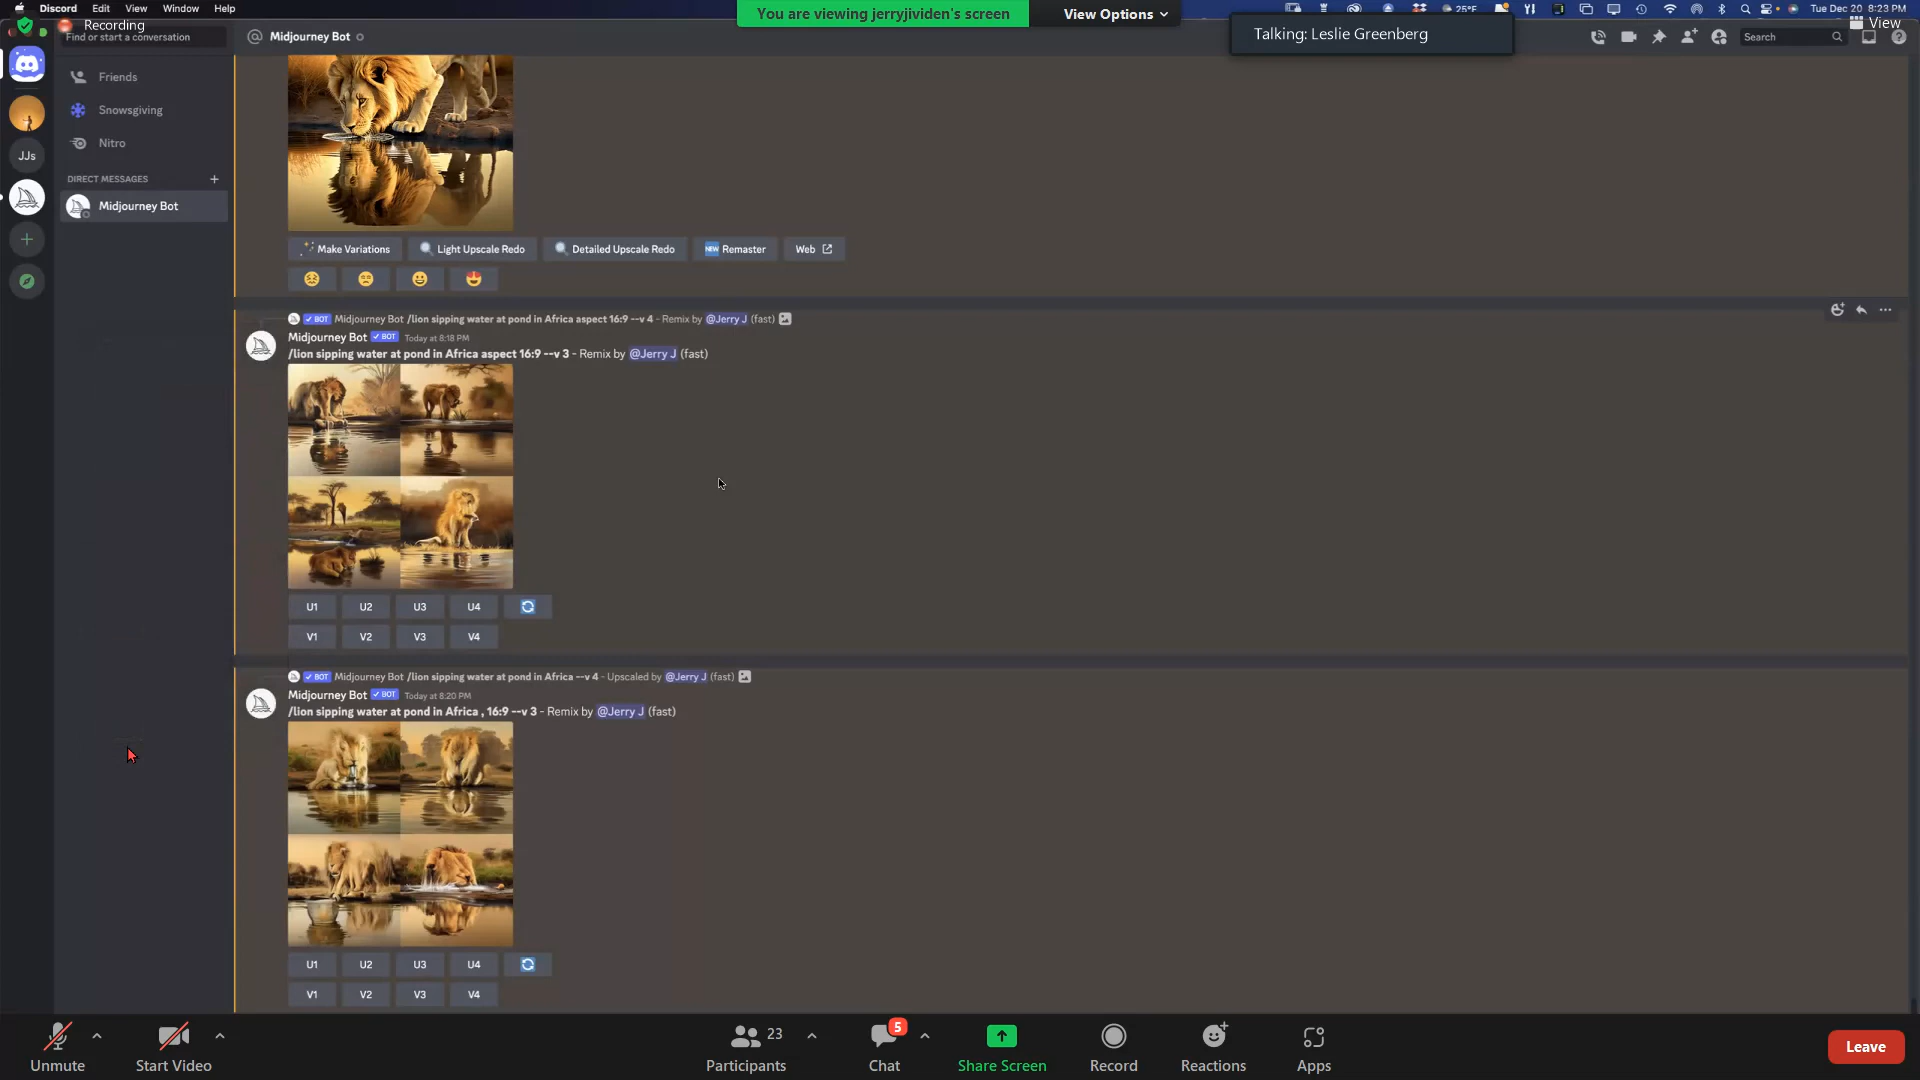 Discord Edit View Window Help
You are viewing jerryjividen's screen View Options
25°F Tue Dec 20 8:23 PM
Recording View
Talking: Leslie Greenberg
Find or start a conversation
Midjourney Bot
Search
Friends
Snowsgiving
Nitro
JJs
DIRECT MESSAGES +
Midjourney Bot
Make Variations Light Upscale Redo Detailed Upscale Redo NEW Remaster Web
BOT Midjourney Bot /lion sipping water at pond in Africa aspect 16:9 --v 4 - Remix by @Jerry J (fast)
Midjourney Bot BOT Today at 8:18 PM
/lion sipping water at pond in Africa aspect 16:9 --v 3 - Remix by @Jerry J (fast)
U1 U2 U3 U4
V1 V2 V3 V4
BOT Midjourney Bot /lion sipping water at pond in Africa --v 4 - Upscaled by @Jerry J (fast)
Midjourney Bot BOT Today at 8:20 PM
/lion sipping water at pond in Africa , 16:9 --v 3 - Remix by @Jerry J (fast)
U1 U2 U3 U4
V1 V2 V3 V4
23
5
Unmute Start Video Participants Chat Share Screen Record Reactions Apps Leave